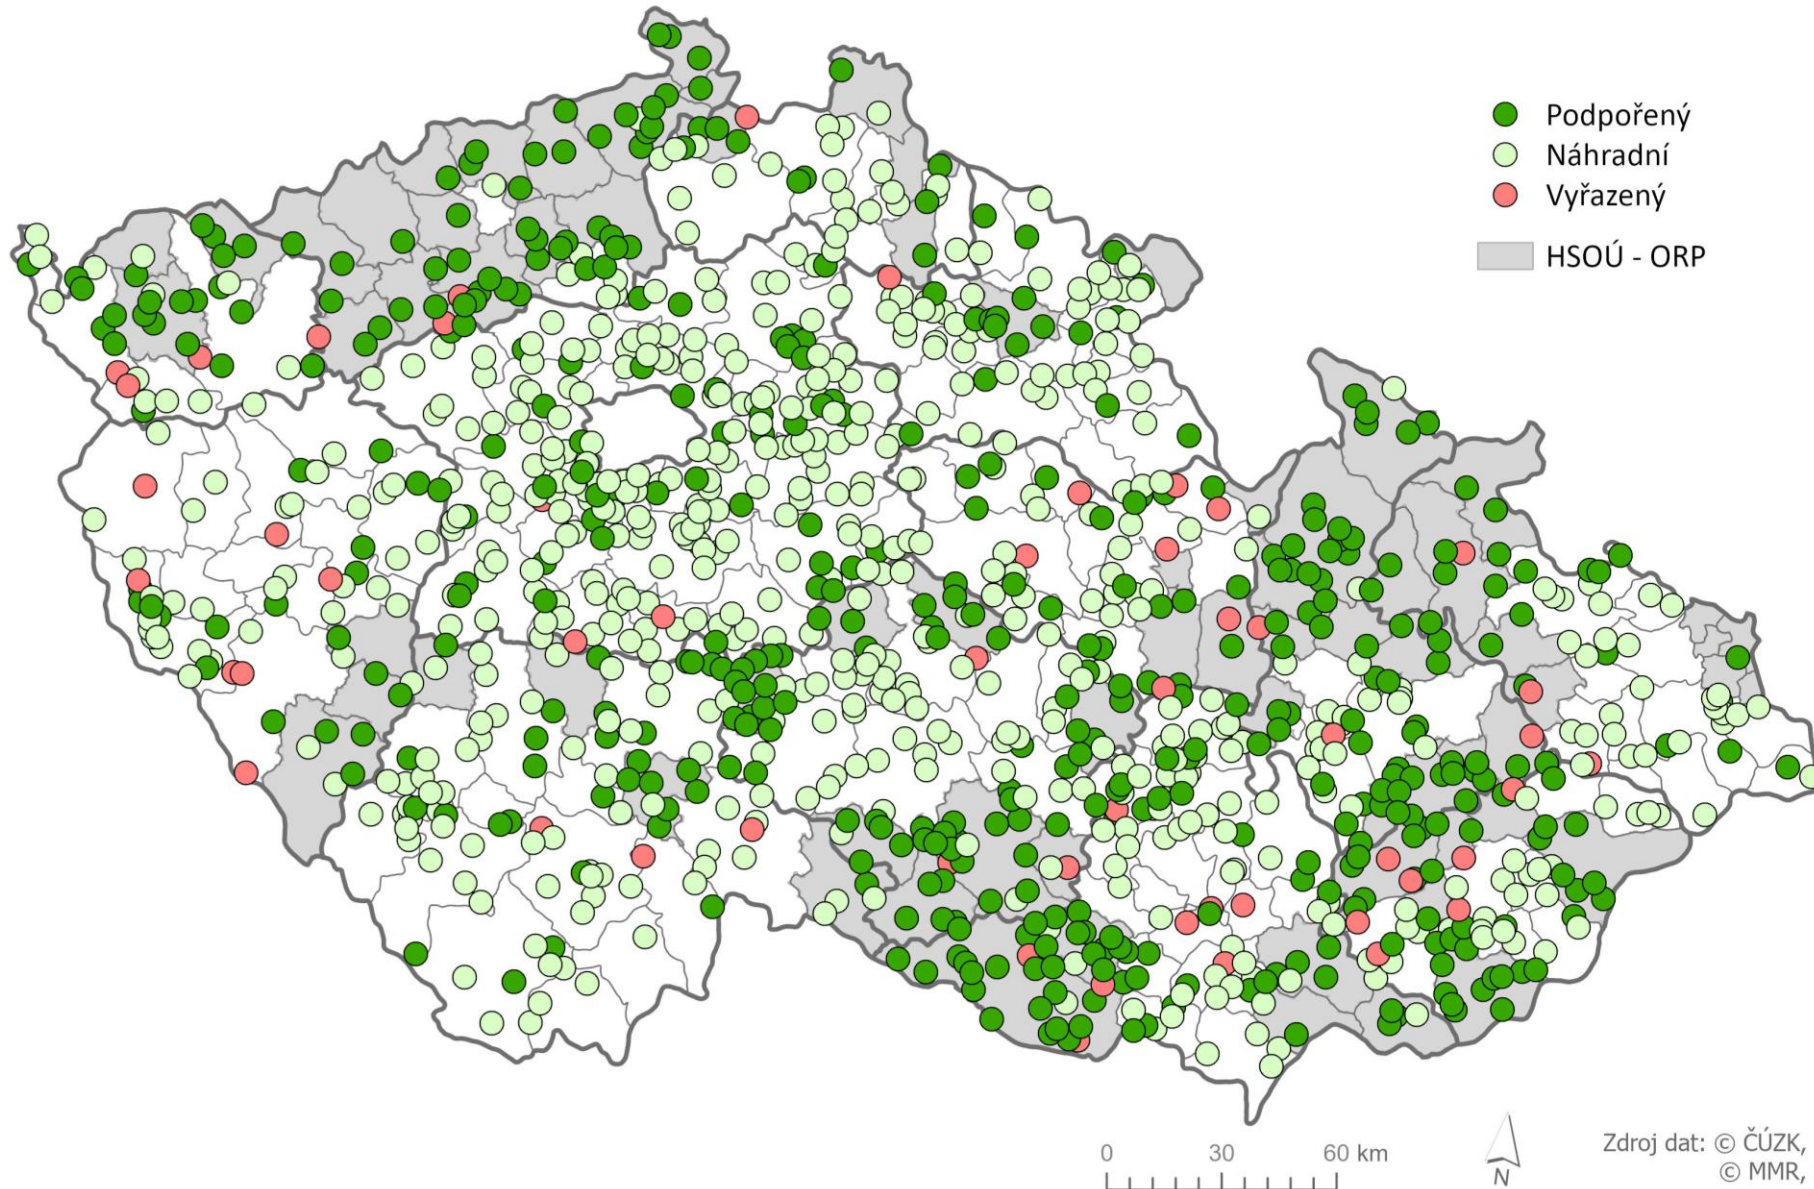 Podpořený
Náhradní
Vyřazený
HSOÚ - ORP
0 30 60 km
N
Zdroj dat: © ČÚZK,
© MMR,